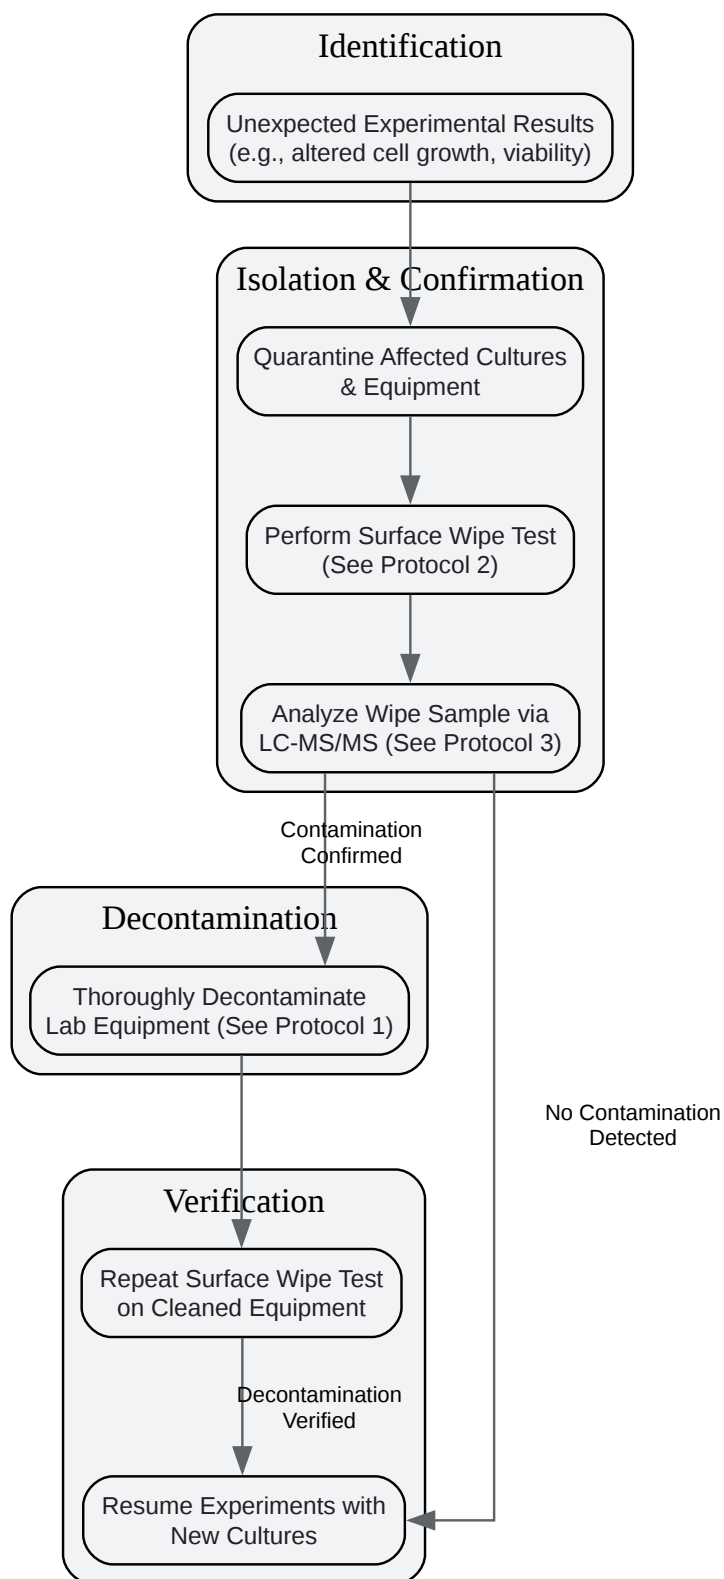 Identification
Unexpected Experimental Results
(e.g., altered cell growth, viability)
Isolation & Confirmation
Quarantine Affected Cultures
& Equipment
Perform Surface Wipe Test
(See Protocol 2)
Analyze Wipe Sample via
LC-MS/MS (See Protocol 3)
Contamination
Confirmed
Decontamination
Thoroughly Decontaminate
Lab Equipment (See Protocol 1)
No Contamination
Detected
Verification
Repeat Surface Wipe Test
on Cleaned Equipment
Decontamination
Verified
Resume Experiments with
New Cultures